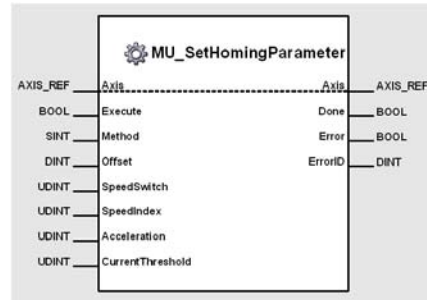 MU_SetHomingParameter
AXIS_REF Axis Axis AXIS_REF
BOOL Execute Done BOOL
SINT Method Error BOOL
DINT Offset ErrorID DINT
UDINT SpeedSwitch
UDINT SpeedIndex
UDINT Acceleration
UDINT CurrentThreshold